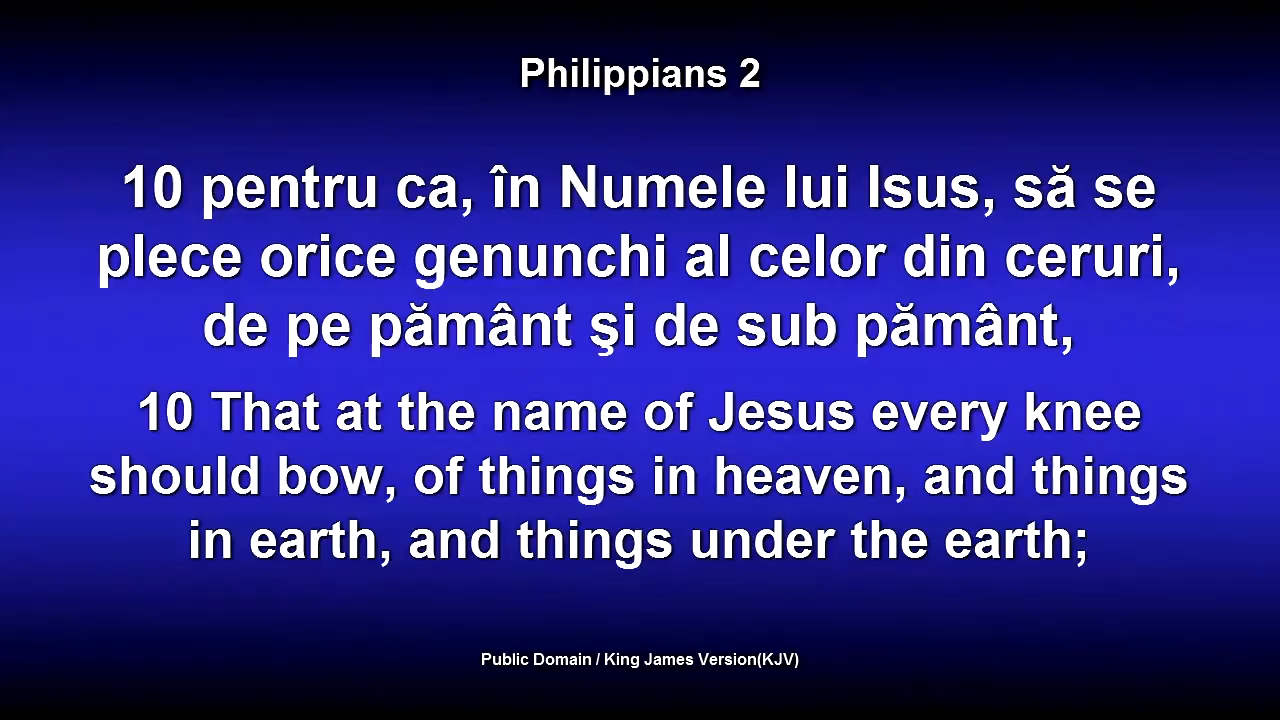 Philippians 2
10 pentru ca, în Numele lui Isus, să se
plece orice genunchi al celor din ceruri,
de pe pământ şi de sub pământ,
10 That at the name of Jesus every knee
should bow, of things in heaven, and things
in earth, and things under the earth;
Public Domain / King James Version(KJV)